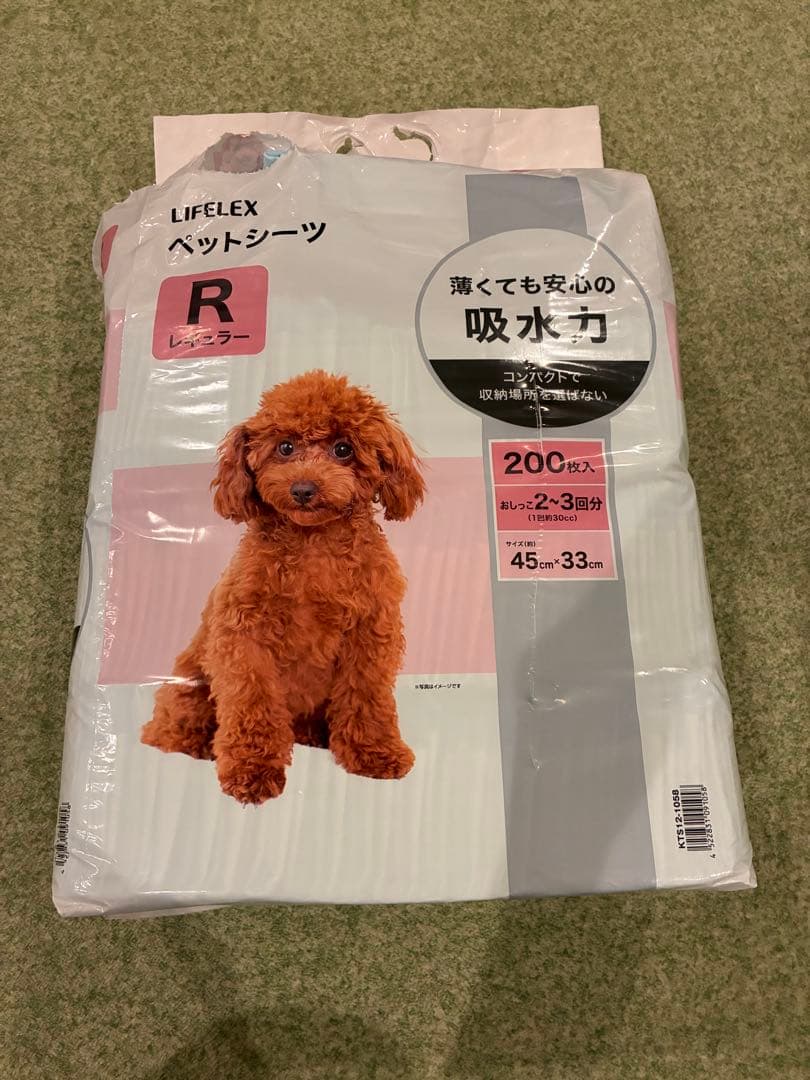 LIFELEX
ペットシーツ
R
レギュラー
薄くても安心の
吸水力
コンパクトで
収納場所を選ばない
200枚入
おしっこ2~3回分
(1回約30cc)
サイズ(約)
45cm×33cm
※写真はイメージです
KTS12-1058
4522831091058